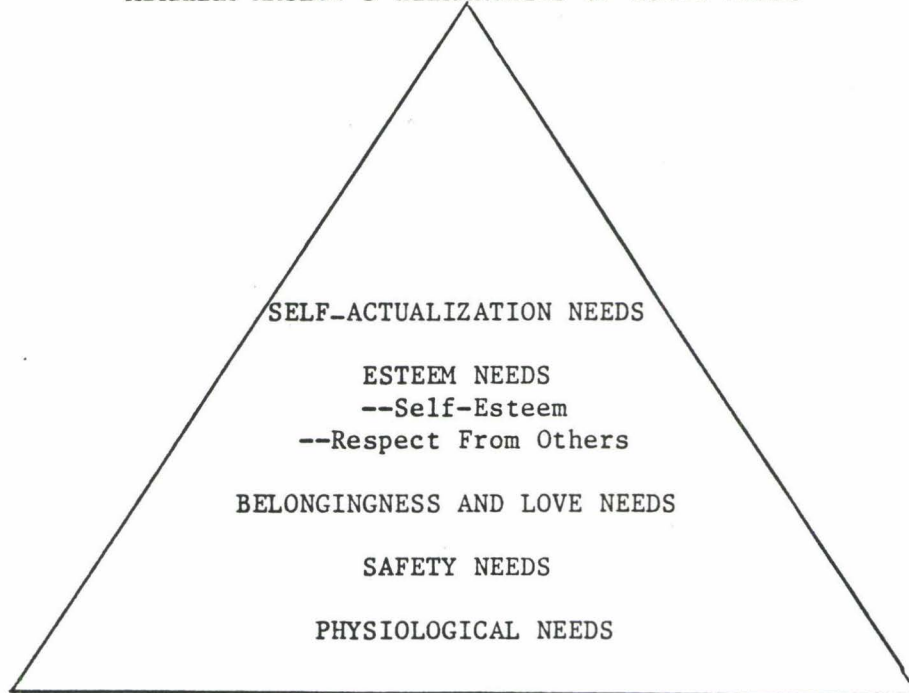 SELF-ACTUALIZATION NEEDS
ESTEEM NEEDS
--Self-Esteem
--Respect From Others
BELONGINGNESS AND LOVE NEEDS
SAFETY NEEDS
PHYSIOLOGICAL NEEDS